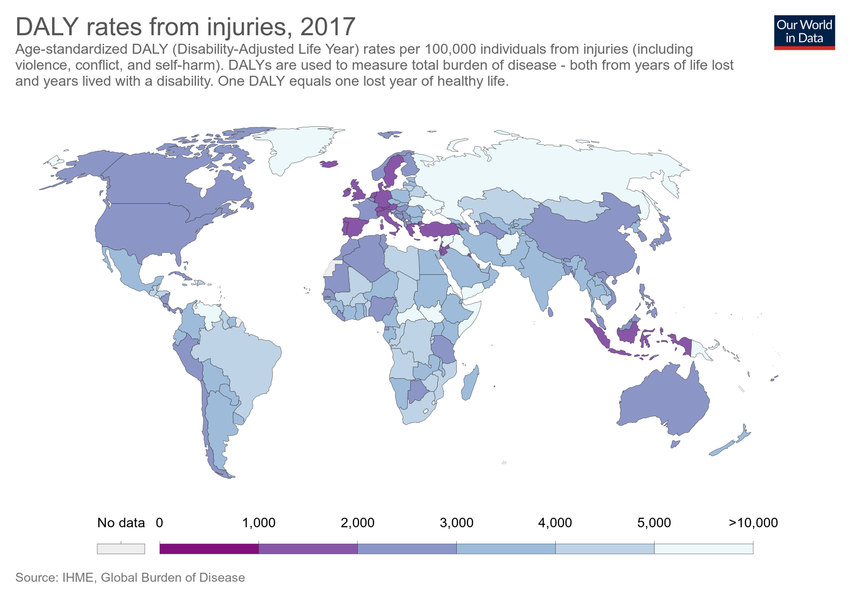 DALY rates from injuries, 2017
Our World
in Data
Age-standardized DALY (Disability-Adjusted Life Year) rates per 100,000 individuals from injuries (including
violence, conflict, and self-harm). DALYs are used to measure total burden of disease - both from years of life lost
and years lived with a disability. One DALY equals one lost year of healthy life.
No data 0 1,000 2,000 3,000 4,000 5,000 >10,000
Source: IHME, Global Burden of Disease